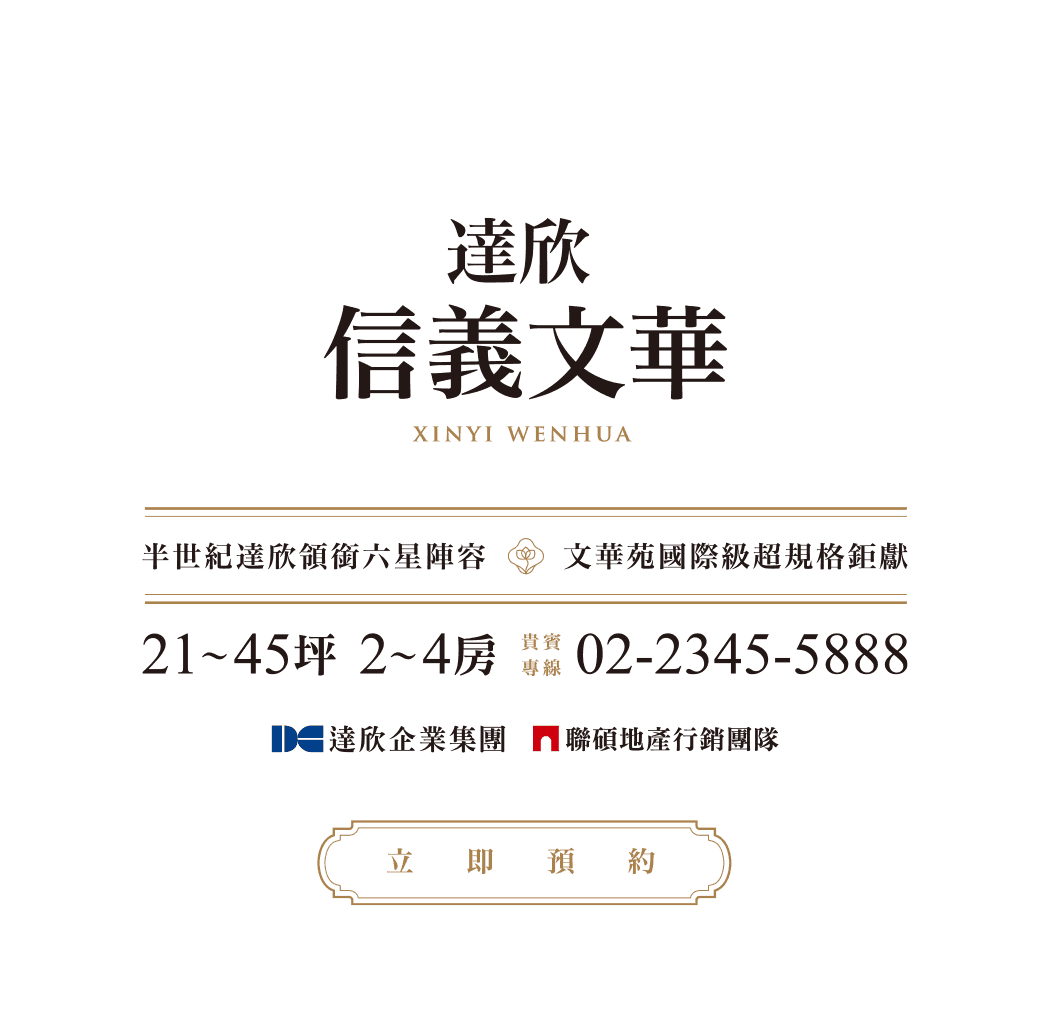 達欣
信義文華
XINYI WENHUA
半世紀達欣領銜六星陣容 文華苑國際級超規格鉅獻
21~45坪 2~4房 貴賓專線 02-2345-5888
達欣企業集團 聯碩地產行銷團隊
立即預約